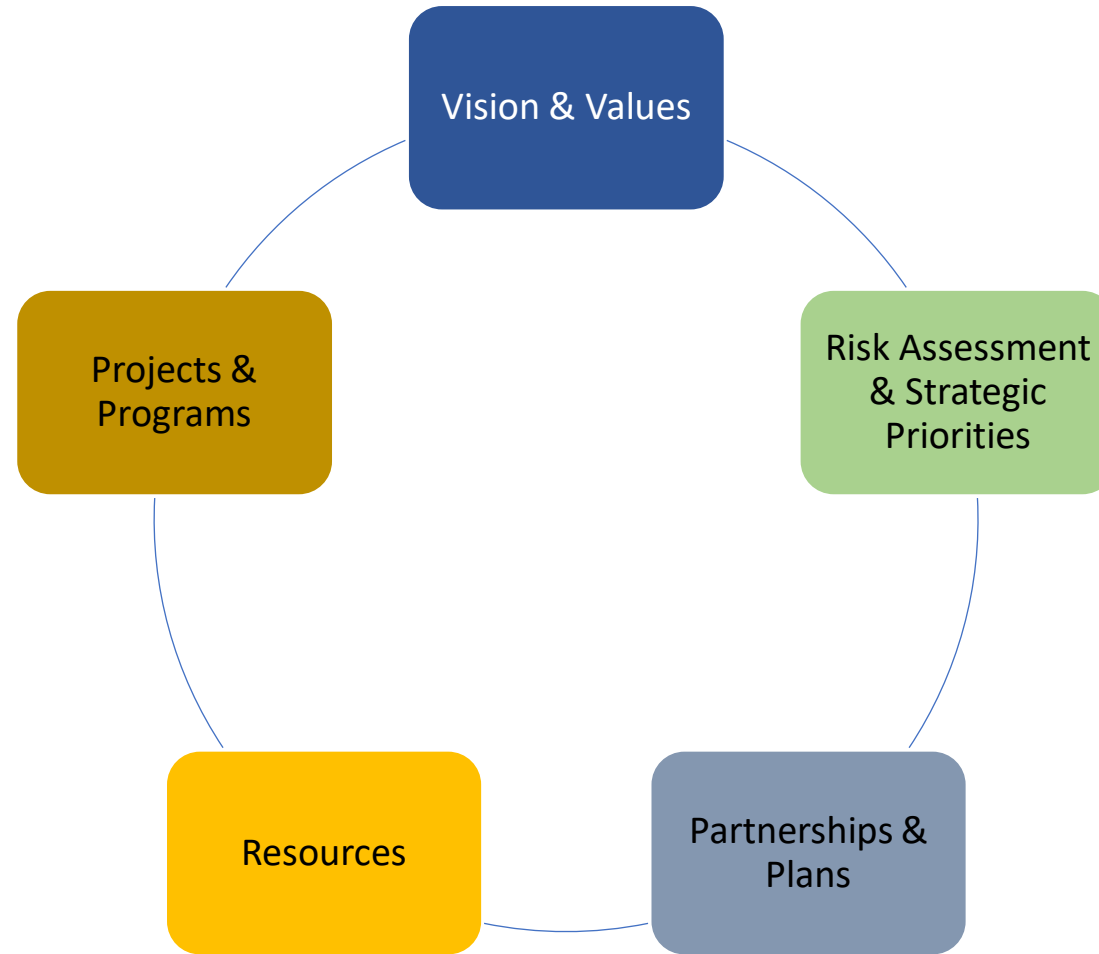 Vision & Values
Risk Assessment
& Strategic
Priorities
Partnerships &
Plans
Resources
Projects &
Programs